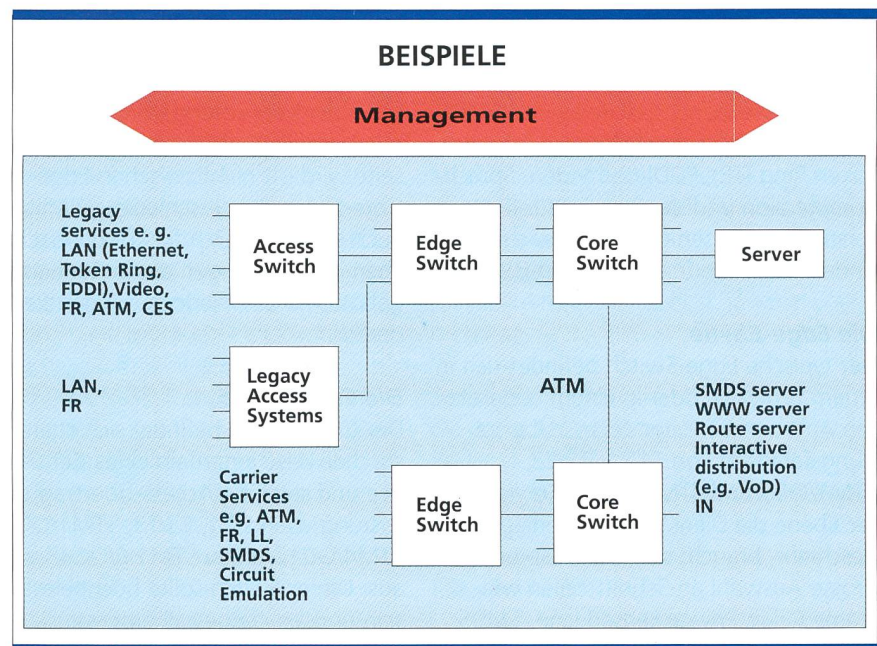 BEISPIELE
Management
Legacy
services e. g.
LAN (Ethernet,
Token Ring,
FDDI),Video,
FR, ATM, CES
Access
Switch
Edge
Switch
Core
Switch
Server
LAN,
FR
Legacy
Access
Systems
ATM
SMDS server
WWW server
Route server
Interactive
distribution
(e.g. VoD)
IN
Carrier
Services
e.g. ATM,
FR, LL,
SMDS,
Circuit
Emulation
Edge
Switch
Core
Switch